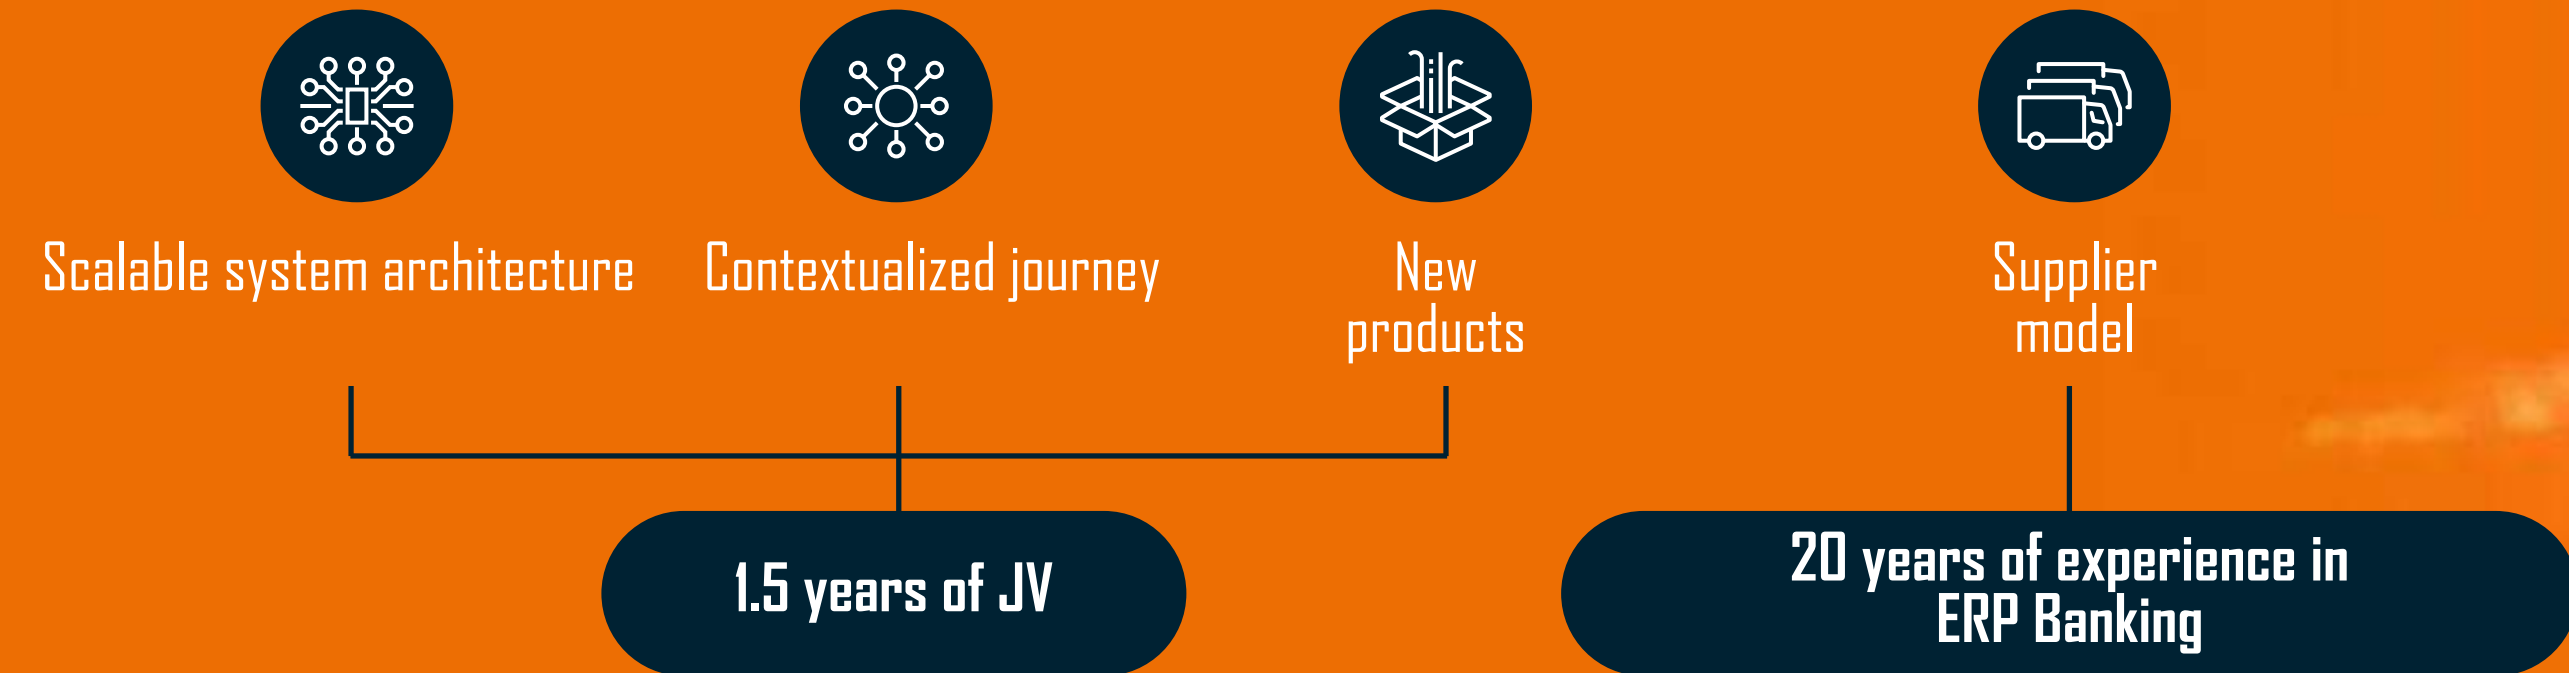 Scalable system architecture
Contextualized journey
New
products
Supplier
model
1.5 years of JV
20 years of experience in
ERP Banking